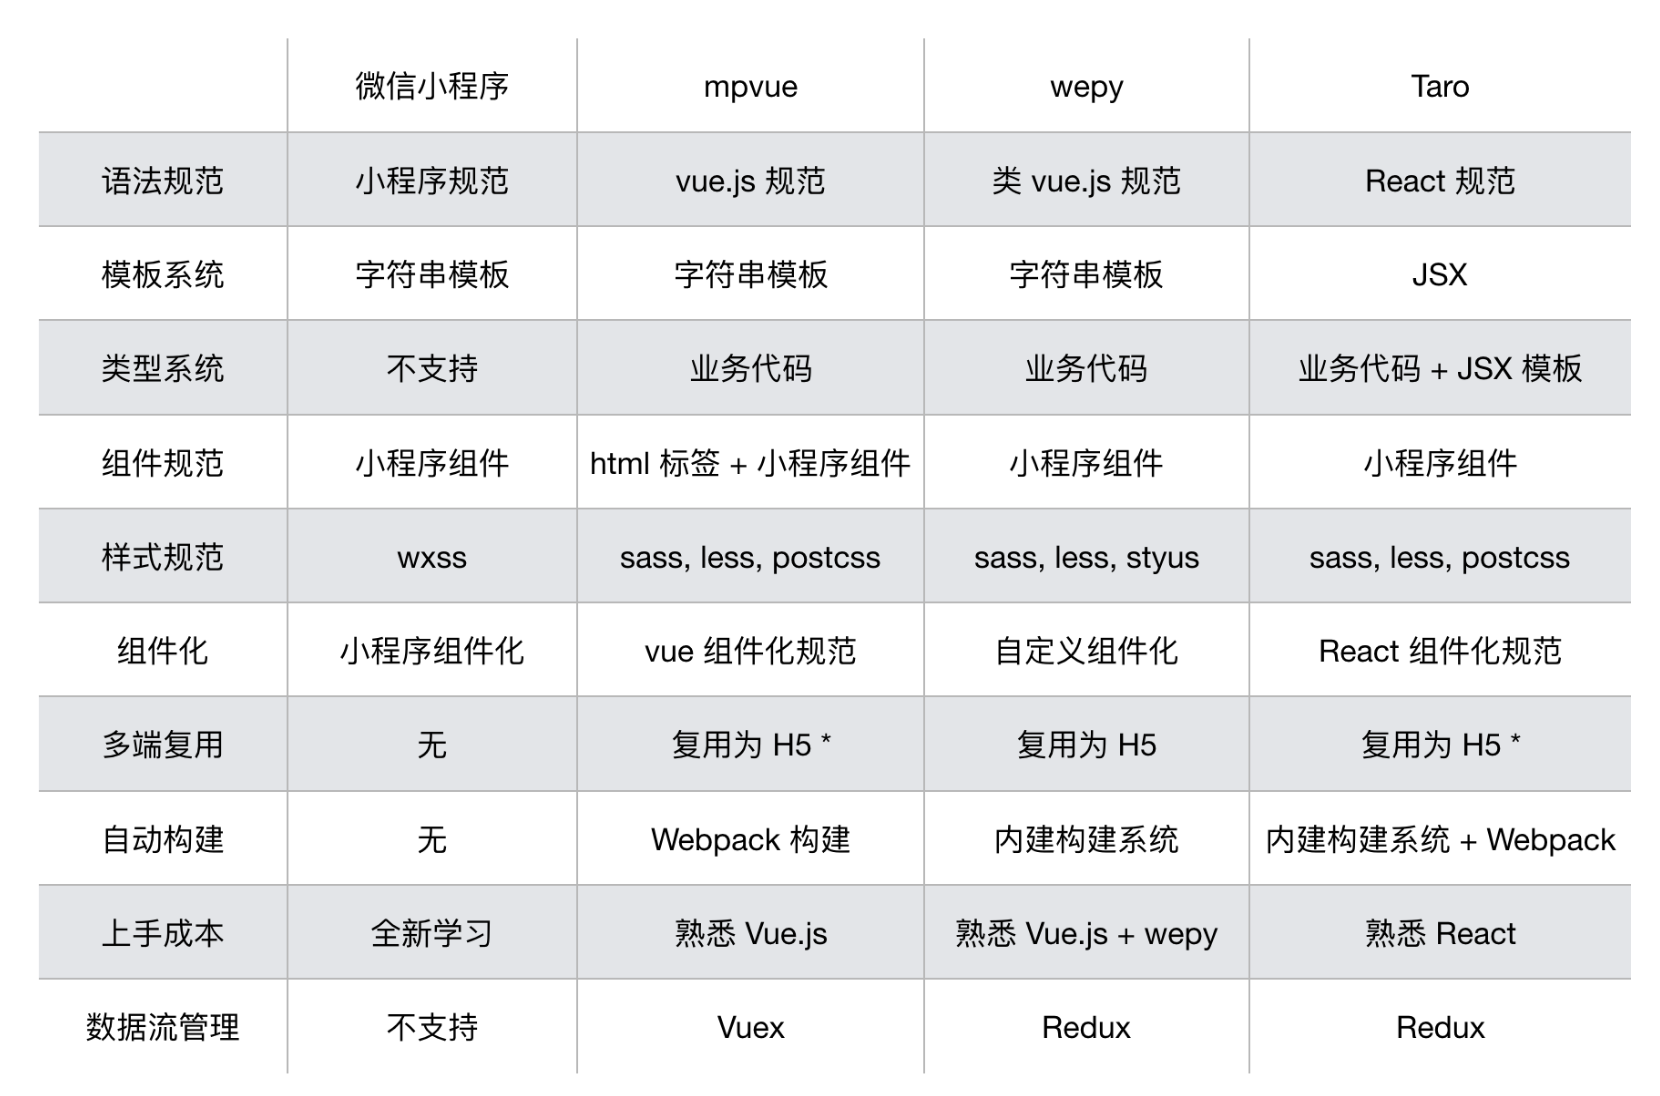 微信小程序 mpvue wepy Taro
语法规范 小程序规范 vue.js 规范 类 vue.js 规范 React 规范
模板系统 字符串模板 字符串模板 字符串模板 JSX
类型系统 不支持 业务代码 业务代码 业务代码 + JSX 模板
组件规范 小程序组件 html 标签 + 小程序组件 小程序组件 小程序组件
样式规范 wxss sass, less, postcss sass, less, styus sass, less, postcss
组件化 小程序组件化 vue 组件化规范 自定义组件化 React 组件化规范
多端复用 无 复用为 H5 * 复用为 H5 复用为 H5 *
自动构建 无 Webpack 构建 内建构建系统 内建构建系统 + Webpack
上手成本 全新学习 熟悉 Vue.js 熟悉 Vue.js + wepy 熟悉 React
数据流管理 不支持 Vuex Redux Redux